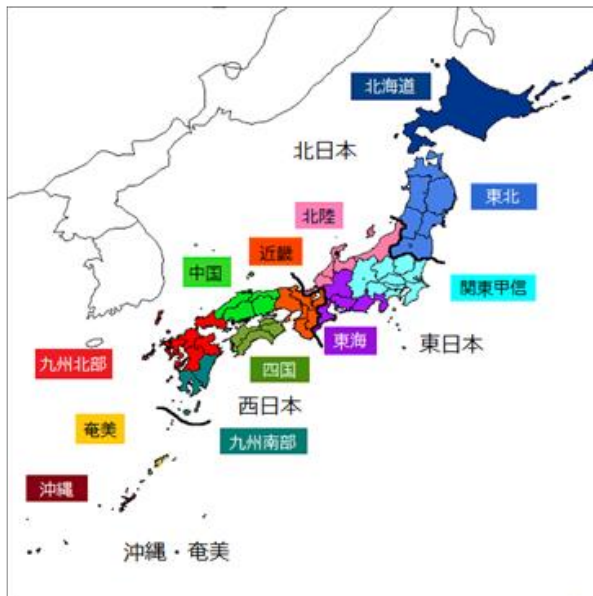 北海道
北日本
東北
北陸
近畿
中国
関東甲信
東海
東日本
九州北部
四国
西日本
奄美
九州南部
沖縄
沖縄・奄美